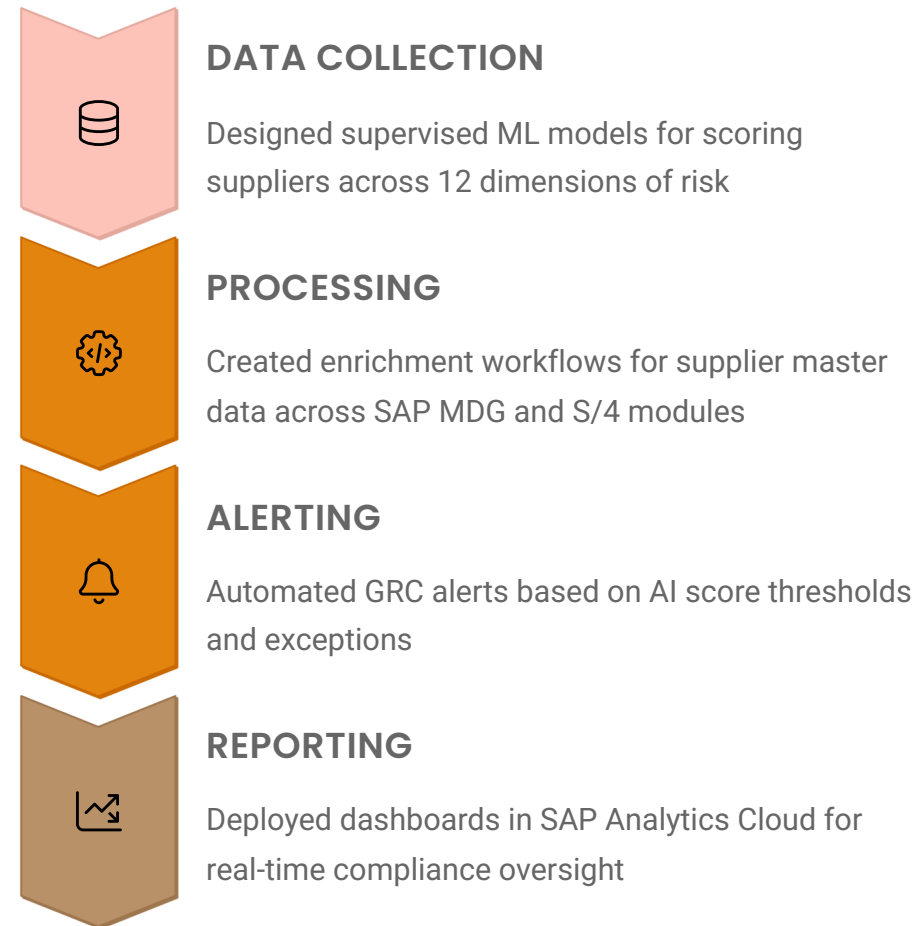 DATA COLLECTION
Designed supervised ML models for scoring
suppliers across 12 dimensions of risk
PROCESSING
Created enrichment workflows for supplier master
data across SAP MDG and S/4 modules
ALERTING
Automated GRC alerts based on AI score thresholds
and exceptions
REPORTING
Deployed dashboards in SAP Analytics Cloud for
real-time compliance oversight